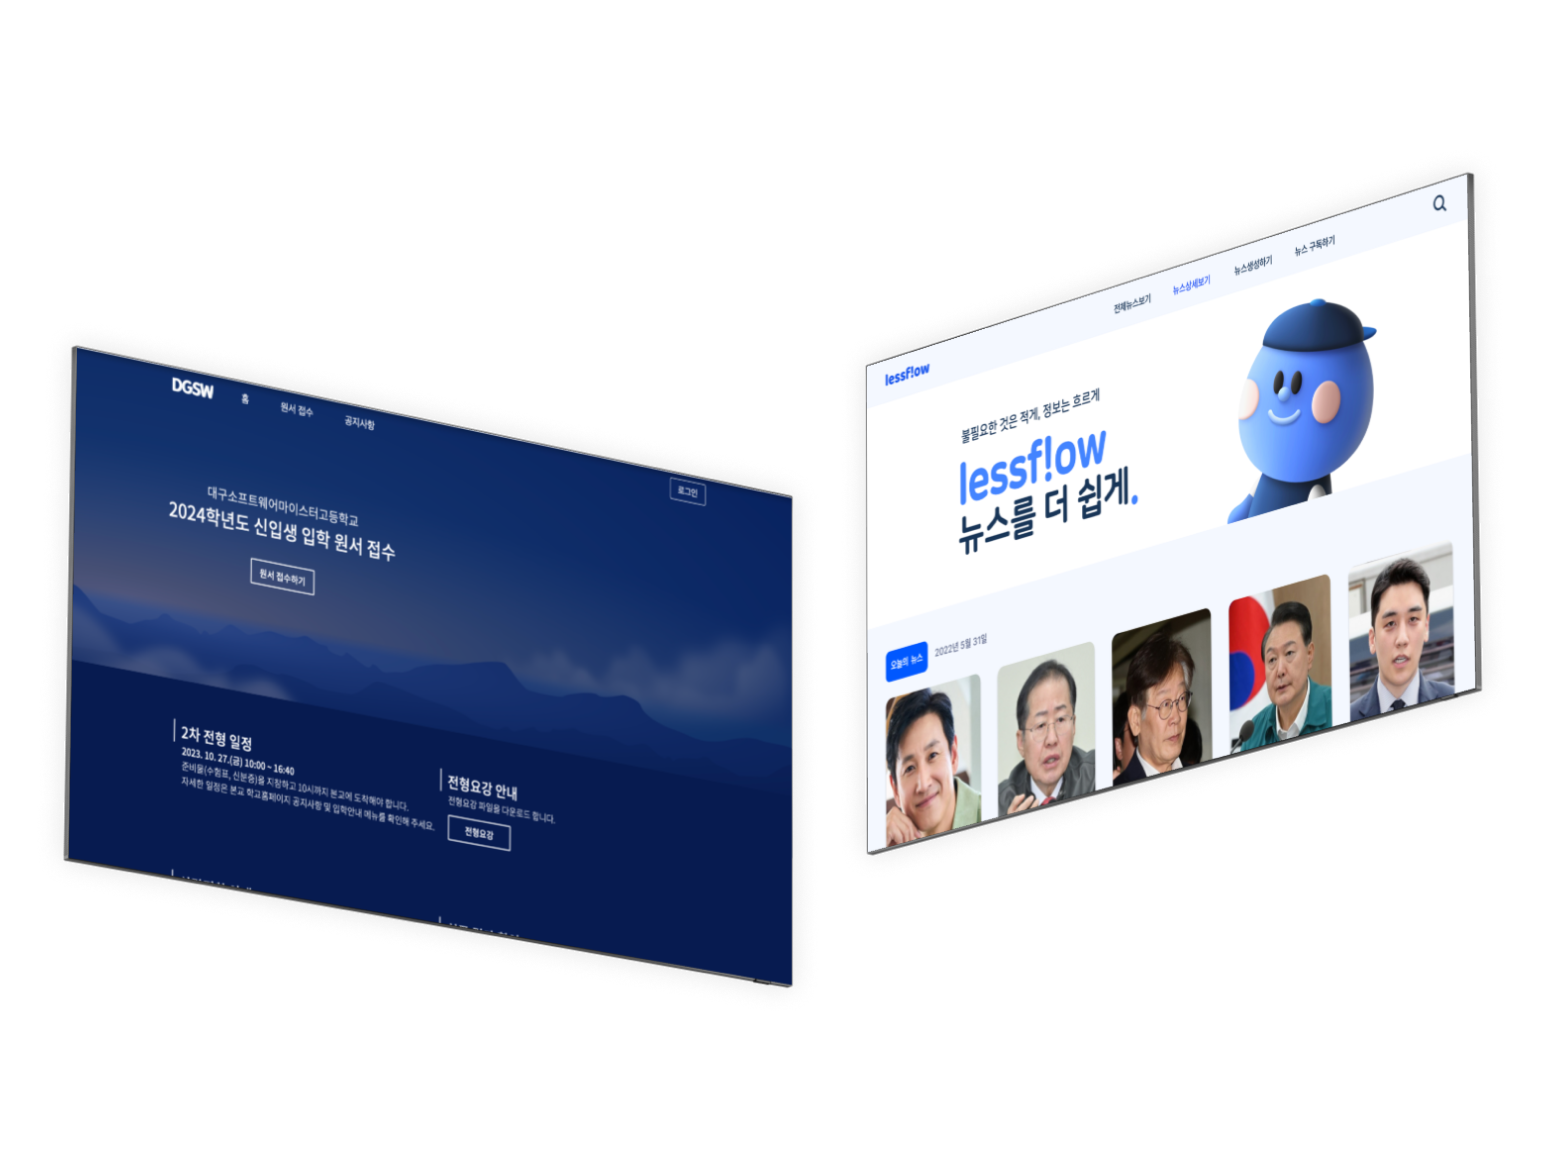 DGSW
홈
원서 접수
공지사항
로그인
대구소프트웨어마이스터고등학교
2024학년도 신입생 입학 원서 접수
원서 접수하기
2차 전형 일정
2023. 10. 27.(금) 10:00 ~ 16:40
준비물(수험표, 신분증)을 지참하고 10시까지 본교에 도착해야 합니다.
자세한 일정은 본교 학교홈페이지 공지사항 및 입학안내 메뉴를 확인해 주세요.
전형요강 안내
전형요강 파일을 다운로드 합니다.
전형요강
lessf!ow
전체뉴스보기
뉴스상세보기
뉴스생성하기
뉴스 구독하기
불필요한 것은 적게, 정보는 흐르게
lessf!ow
뉴스를 더 쉽게.
오늘의 뉴스
2022년 5월 31일